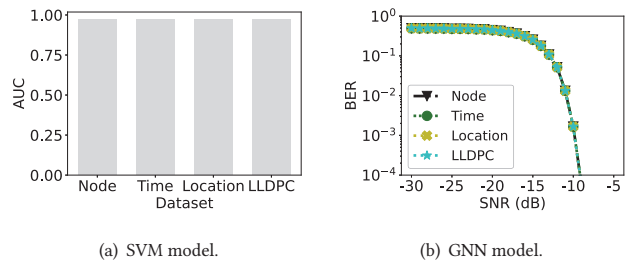 1.00
0.75
0.50
0.25
0.00
AUC
Node Time Location LLDPC
Dataset
(a) SVM model.
10⁰
10⁻¹
10⁻²
10⁻³
10⁻⁴
BER
Node
Time
Location
LLDPC
-30 -25 -20 -15 -10 -5
SNR (dB)
(b) GNN model.